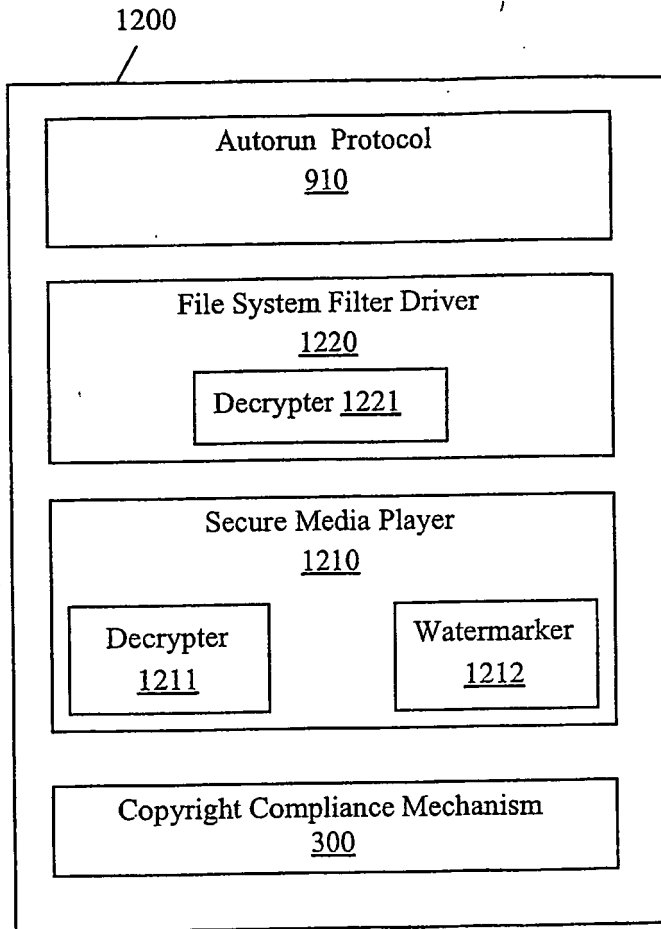 1200
Autorun Protocol
910
File System Filter Driver
1220
Decrypter 1221
Secure Media Player
1210
Decrypter
1211
Watermarker
1212
Copyright Compliance Mechanism
300